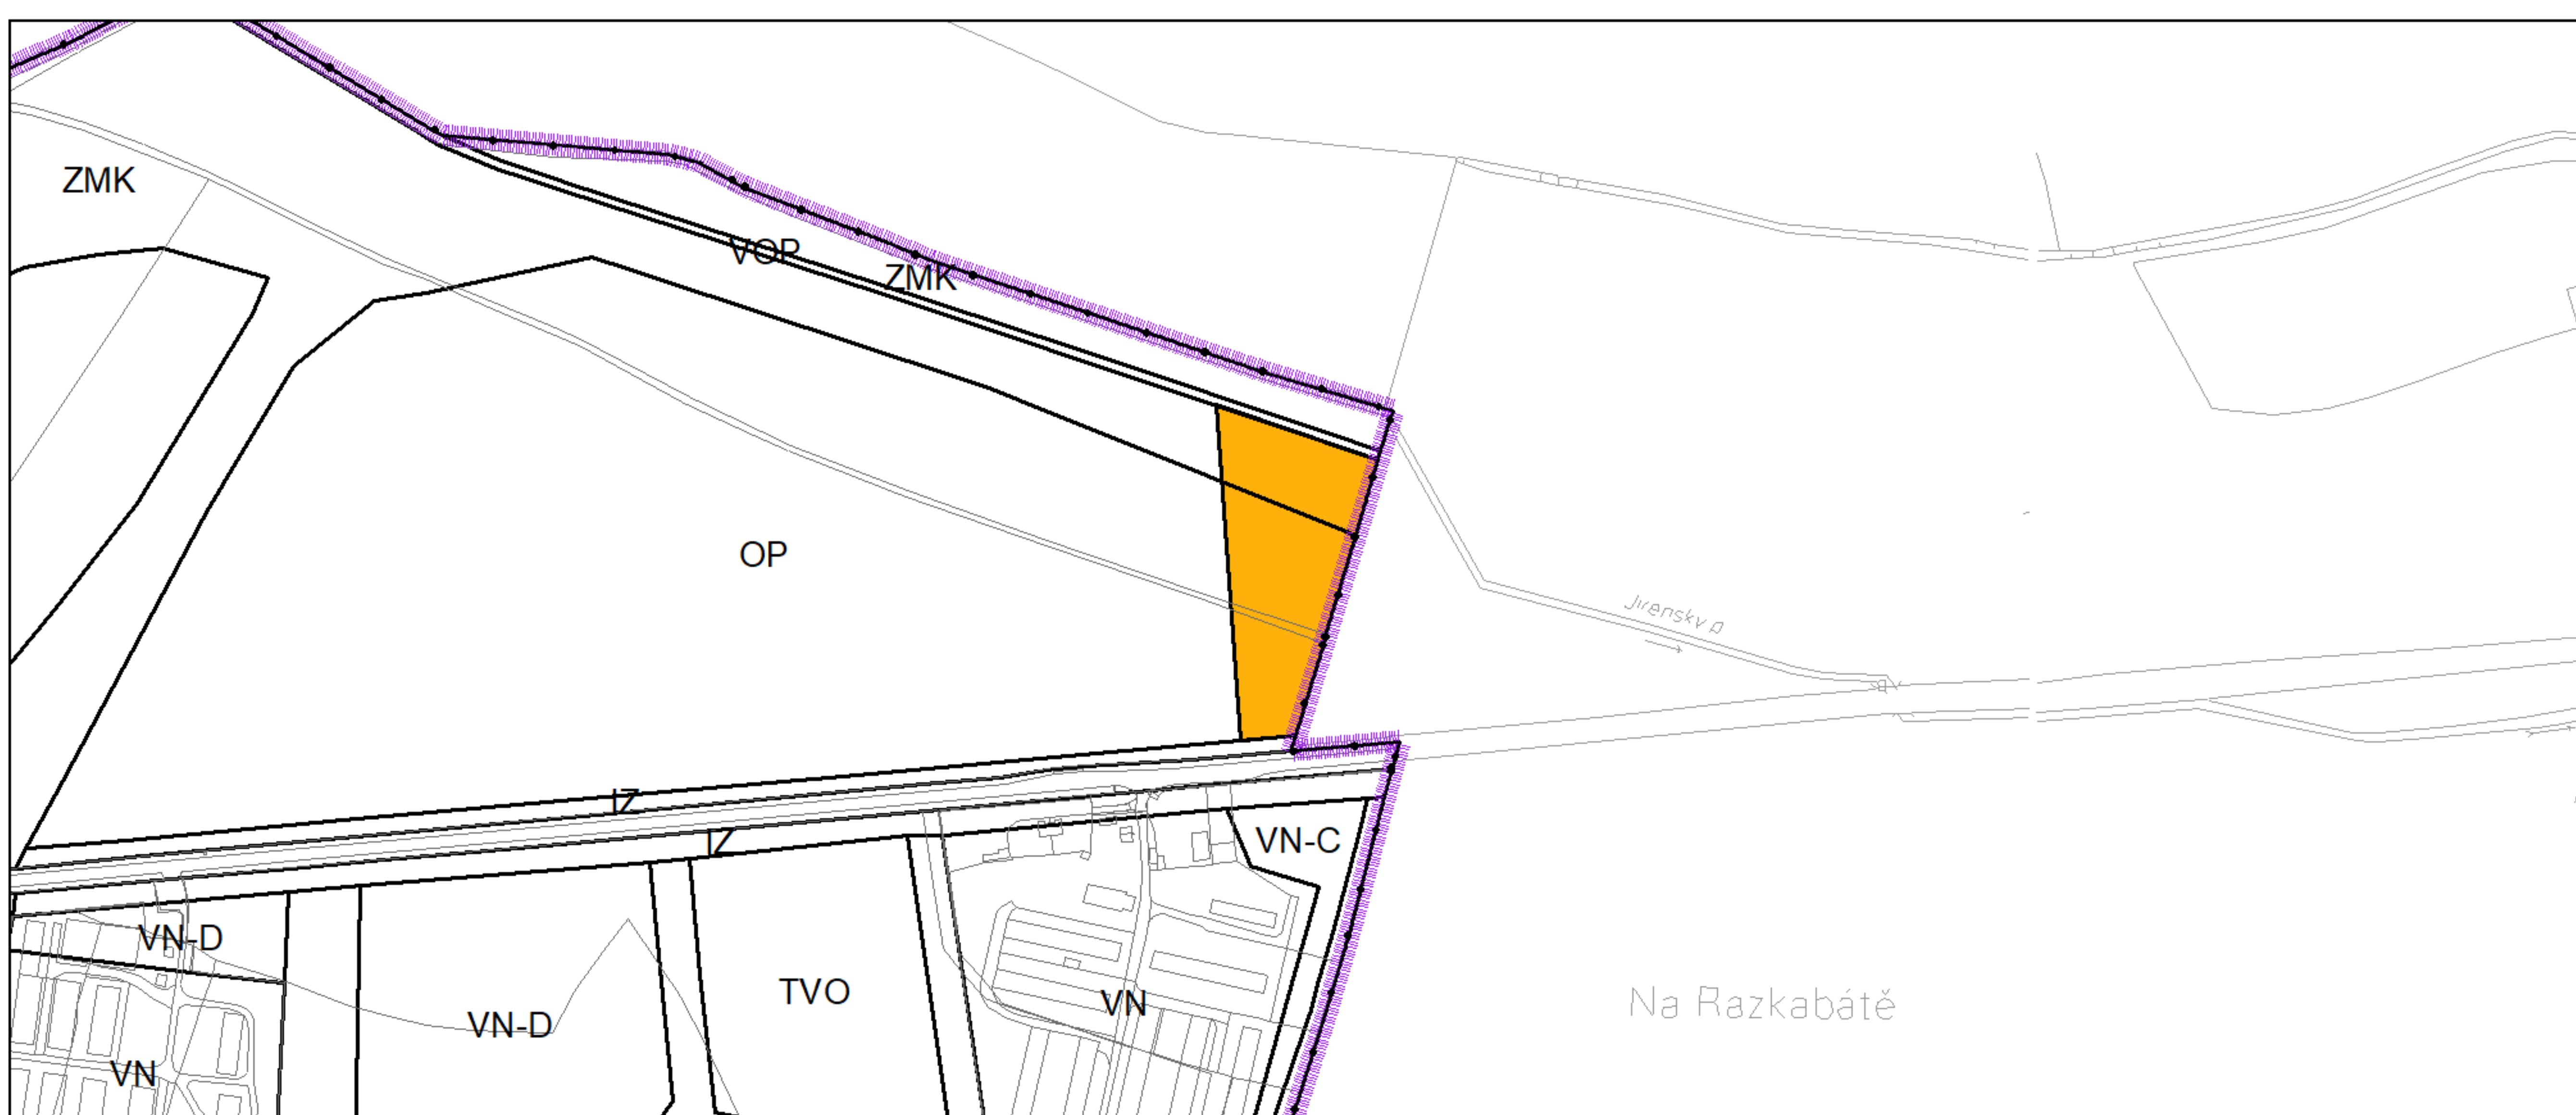 ZMK
VOP
ZMK
OP
Jirenský p
IZ
IZ
VN-C
VN-D
TVO
VN
Na Razkabátě
VN-D
VN